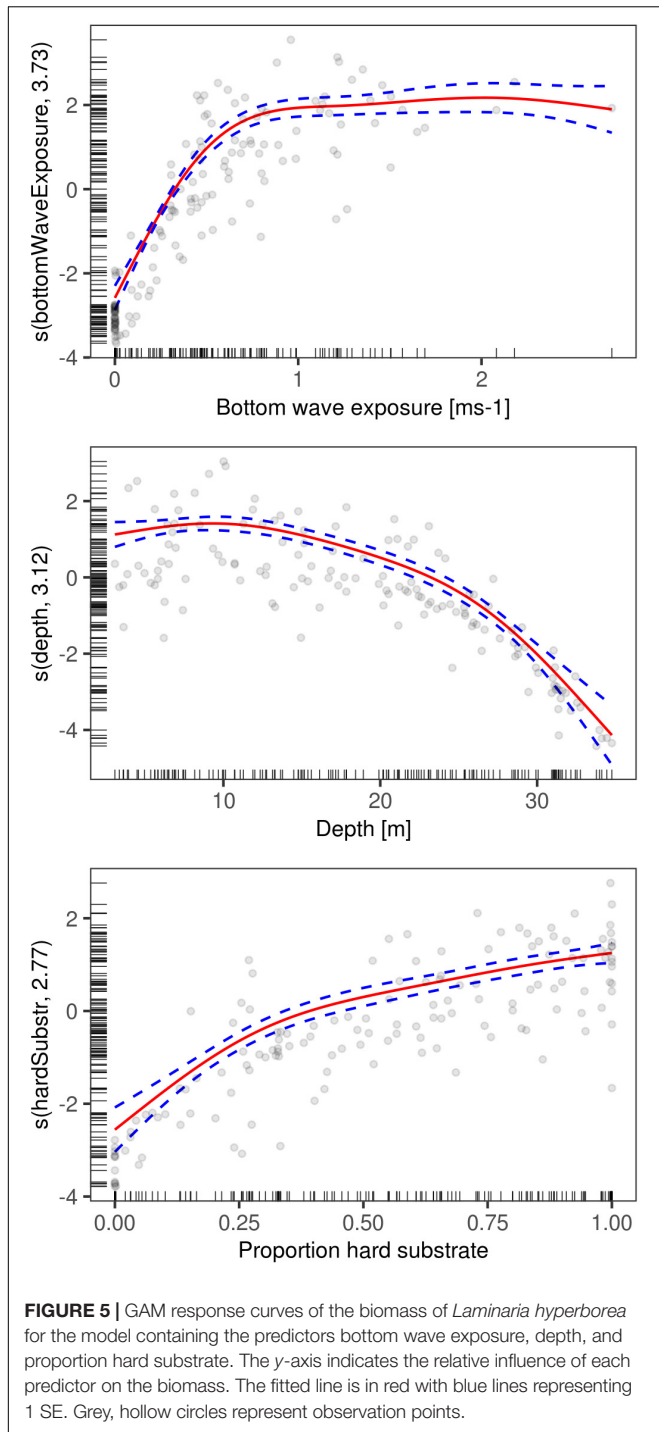 s(bottomWaveExposure, 3.73)
2
0
-2
-4
0
1
2
Bottom wave exposure [ms-1]
s(depth, 3.12)
2
0
-2
-4
10
20
30
Depth [m]
s(hardSubstr, 2.77)
2
0
-2
-4
0.00
0.25
0.50
0.75
1.00
Proportion hard substrate
FIGURE 5 | GAM response curves of the biomass of Laminaria hyperborea
for the model containing the predictors bottom wave exposure, depth, and
proportion hard substrate. The y-axis indicates the relative influence of each
predictor on the biomass. The fitted line is in red with blue lines representing
1 SE. Grey, hollow circles represent observation points.